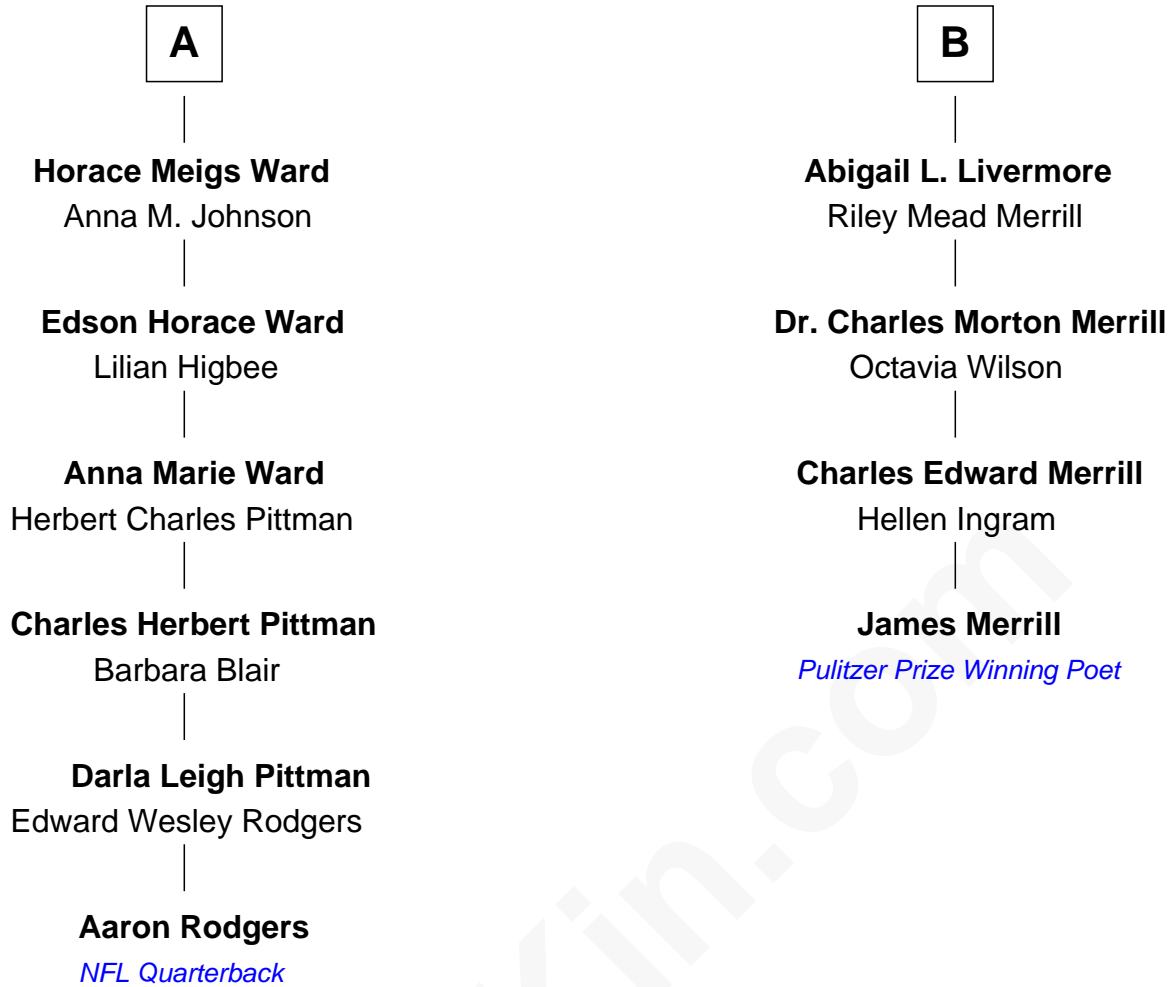 A
Horace Meigs Ward
Anna M. Johnson
Edson Horace Ward
Lilian Higbee
Anna Marie Ward
Herbert Charles Pittman
Charles Herbert Pittman
Barbara Blair
Darla Leigh Pittman
Edward Wesley Rodgers
Aaron Rodgers
NFL Quarterback
B
Abigail L. Livermore
Riley Mead Merrill
Dr. Charles Morton Merrill
Octavia Wilson
Charles Edward Merrill
Hellen Ingram
James Merrill
Pulitzer Prize Winning Poet
Kin.com